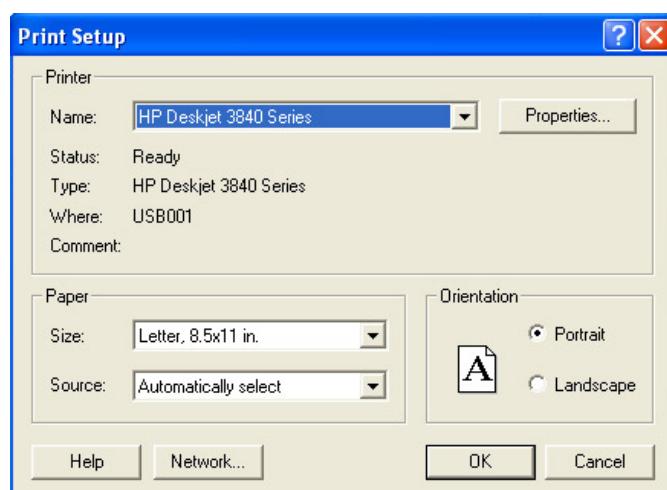 Print Setup
Printer
Name: HP Deskjet 3840 Series Properties...
Status: Ready
Type: HP Deskjet 3840 Series
Where: USB001
Comment:
Paper
Size: Letter, 8.5x11 in.
Source: Automatically select
Orientation
A
Portrait
Landscape
Help Network... OK Cancel